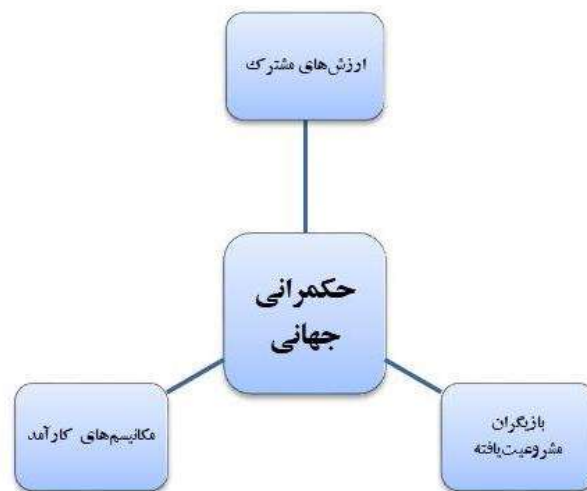 ارزش‌های مشترک
حکمرانی
جهانی
بازیگران
مشروعیت‌یافته
مکانیسم‌های کارآمد